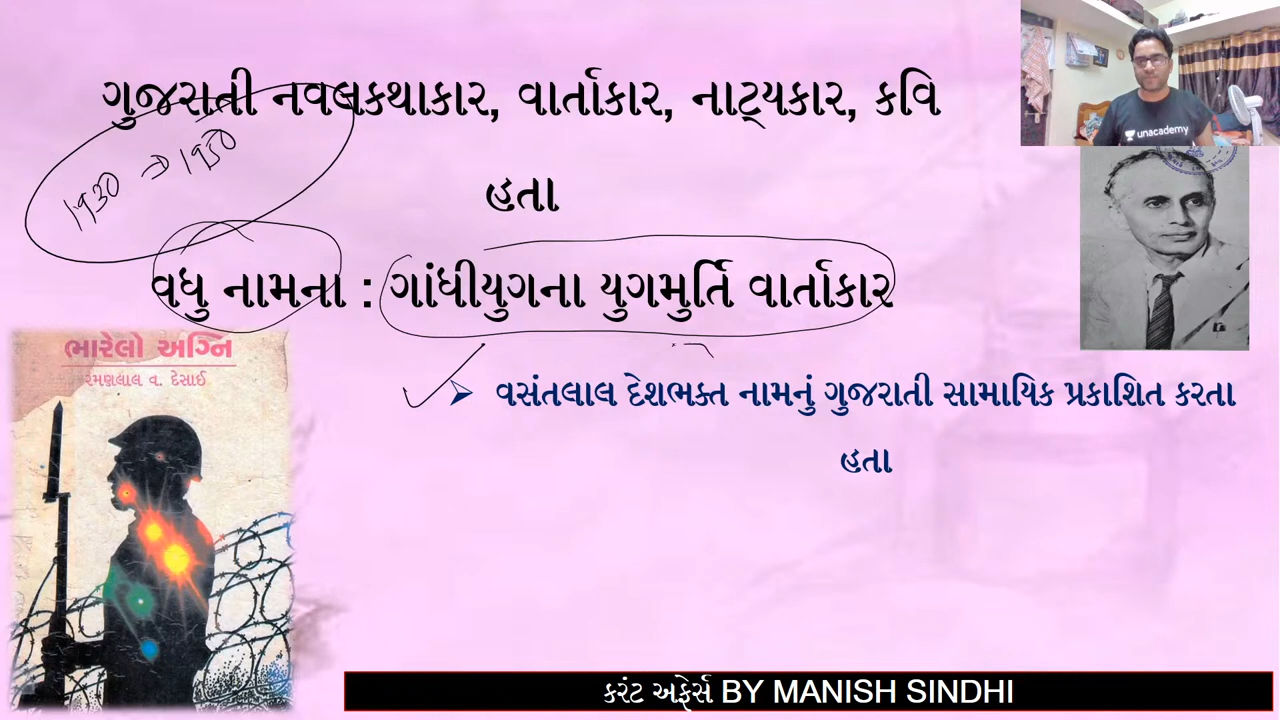 ગુજરાતી નવલકથાકાર, વાર્તાકાર, નાટ્યકાર, કવિ
હતા
1930 ⇒ 1950
વધુ નામના : ગાંધીયુગના યુગમુર્તિ વાર્તાકાર
unacademy
ભારેલો અગ્નિ
રમણલાલ વ. દેસાઈ
➢ વસંતલાલ દેશભક્ત નામનું ગુજરાતી સામાયિક પ્રકાશિત કરતા
હતા
કરંટ અફેર્સ BY MANISH SINDHI